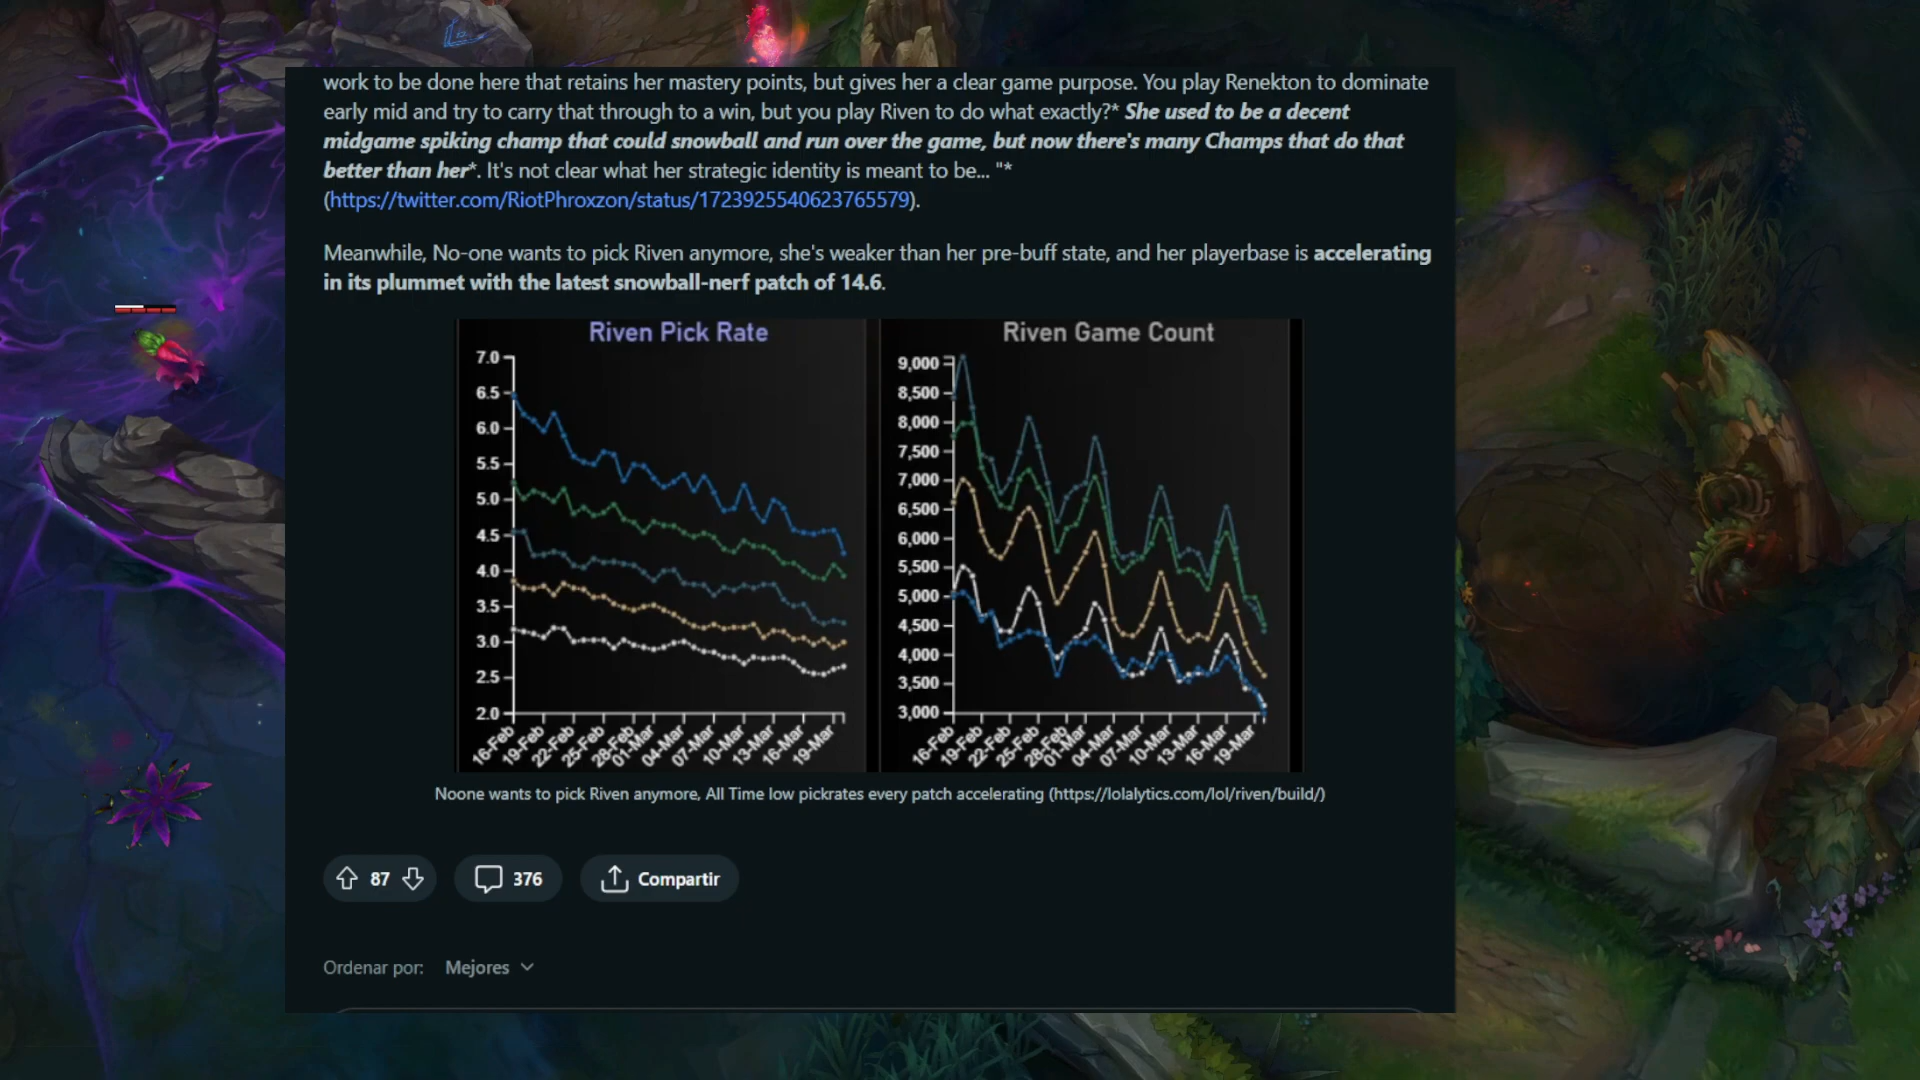 work to be done here that retains her mastery points, but gives her a clear game purpose. You play Renekton to dominate
early mid and try to carry that through to a win, but you play Riven to do what exactly?* She used to be a decent
midgame spiking champ that could snowball and run over the game, but now there's many Champs that do that
better than her*. It's not clear what her strategic identity is meant to be... "*
(https://twitter.com/RiotPhroxzon/status/1723925540623765579).
Meanwhile, No-one wants to pick Riven anymore, she's weaker than her pre-buff state, and her playerbase is accelerating
in its plummet with the latest snowball-nerf patch of 14.6.
Riven Pick Rate
7.0
6.5
6.0
5.5
5.0
4.5
4.0
3.5
3.0
2.5
2.0
16-Feb
19-Feb
22-Feb
25-Feb
28-Feb
01-Mar
04-Mar
07-Mar
10-Mar
13-Mar
16-Mar
19-Mar
Riven Game Count
9,000
8,500
8,000
7,500
7,000
6,500
6,000
5,500
5,000
4,500
4,000
3,500
3,000
16-Feb
19-Feb
22-Feb
25-Feb
28-Feb
01-Mar
04-Mar
07-Mar
10-Mar
13-Mar
16-Mar
19-Mar
Noone wants to pick Riven anymore, All Time low pickrates every patch accelerating (https://lolalytics.com/lol/riven/build/)
87
376
Compartir
Ordenar por: Mejores